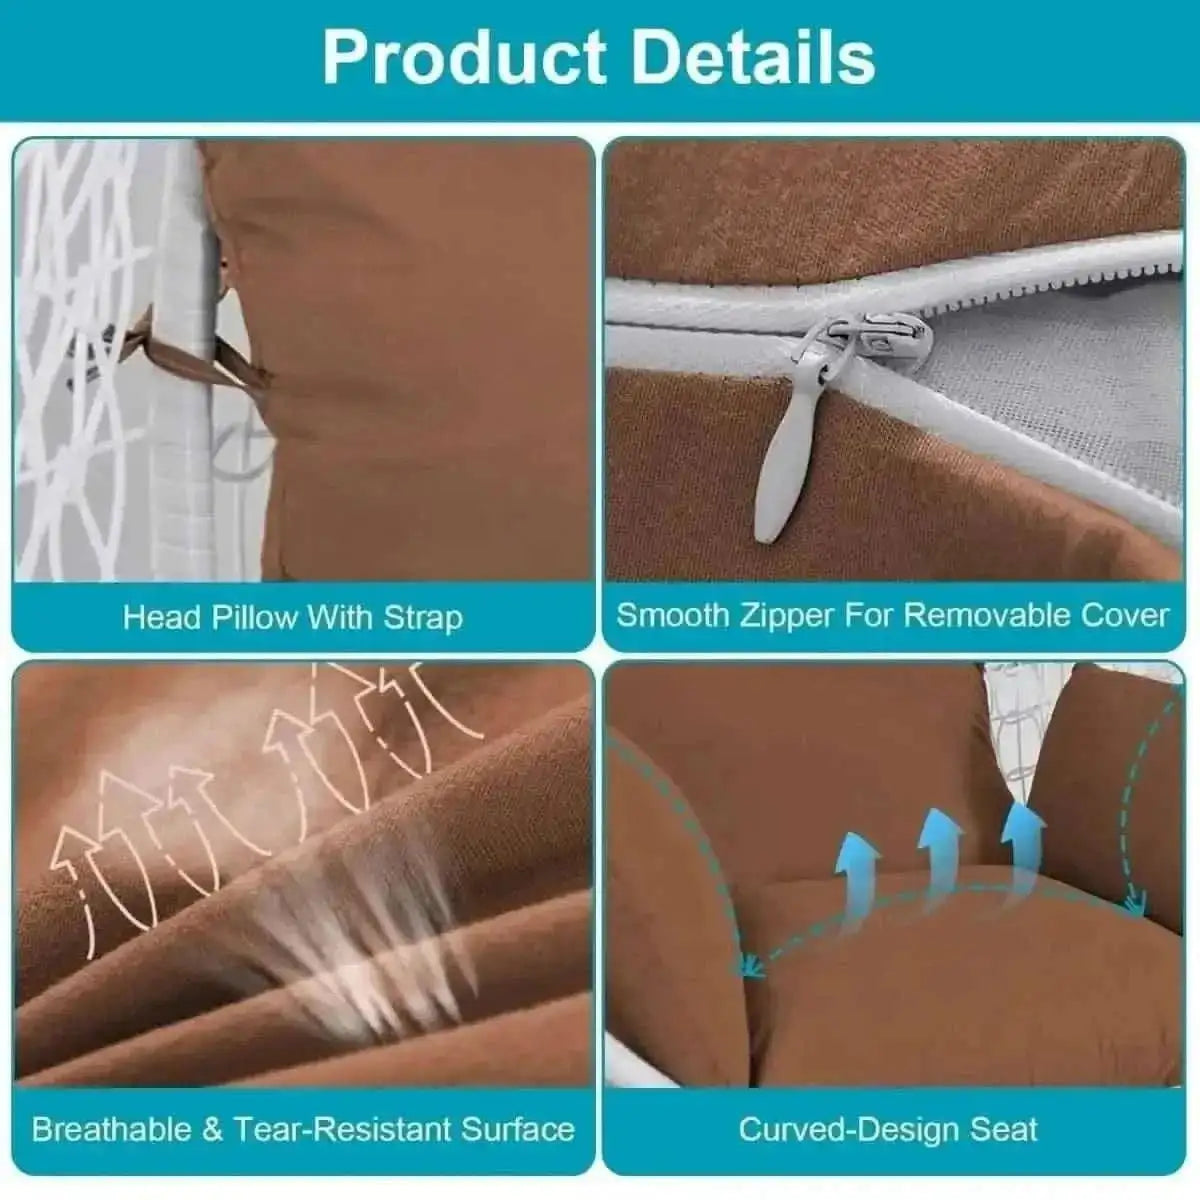 Product Details
Head Pillow With Strap
Smooth Zipper For Removable Cover
Breathable & Tear-Resistant Surface
Curved-Design Seat